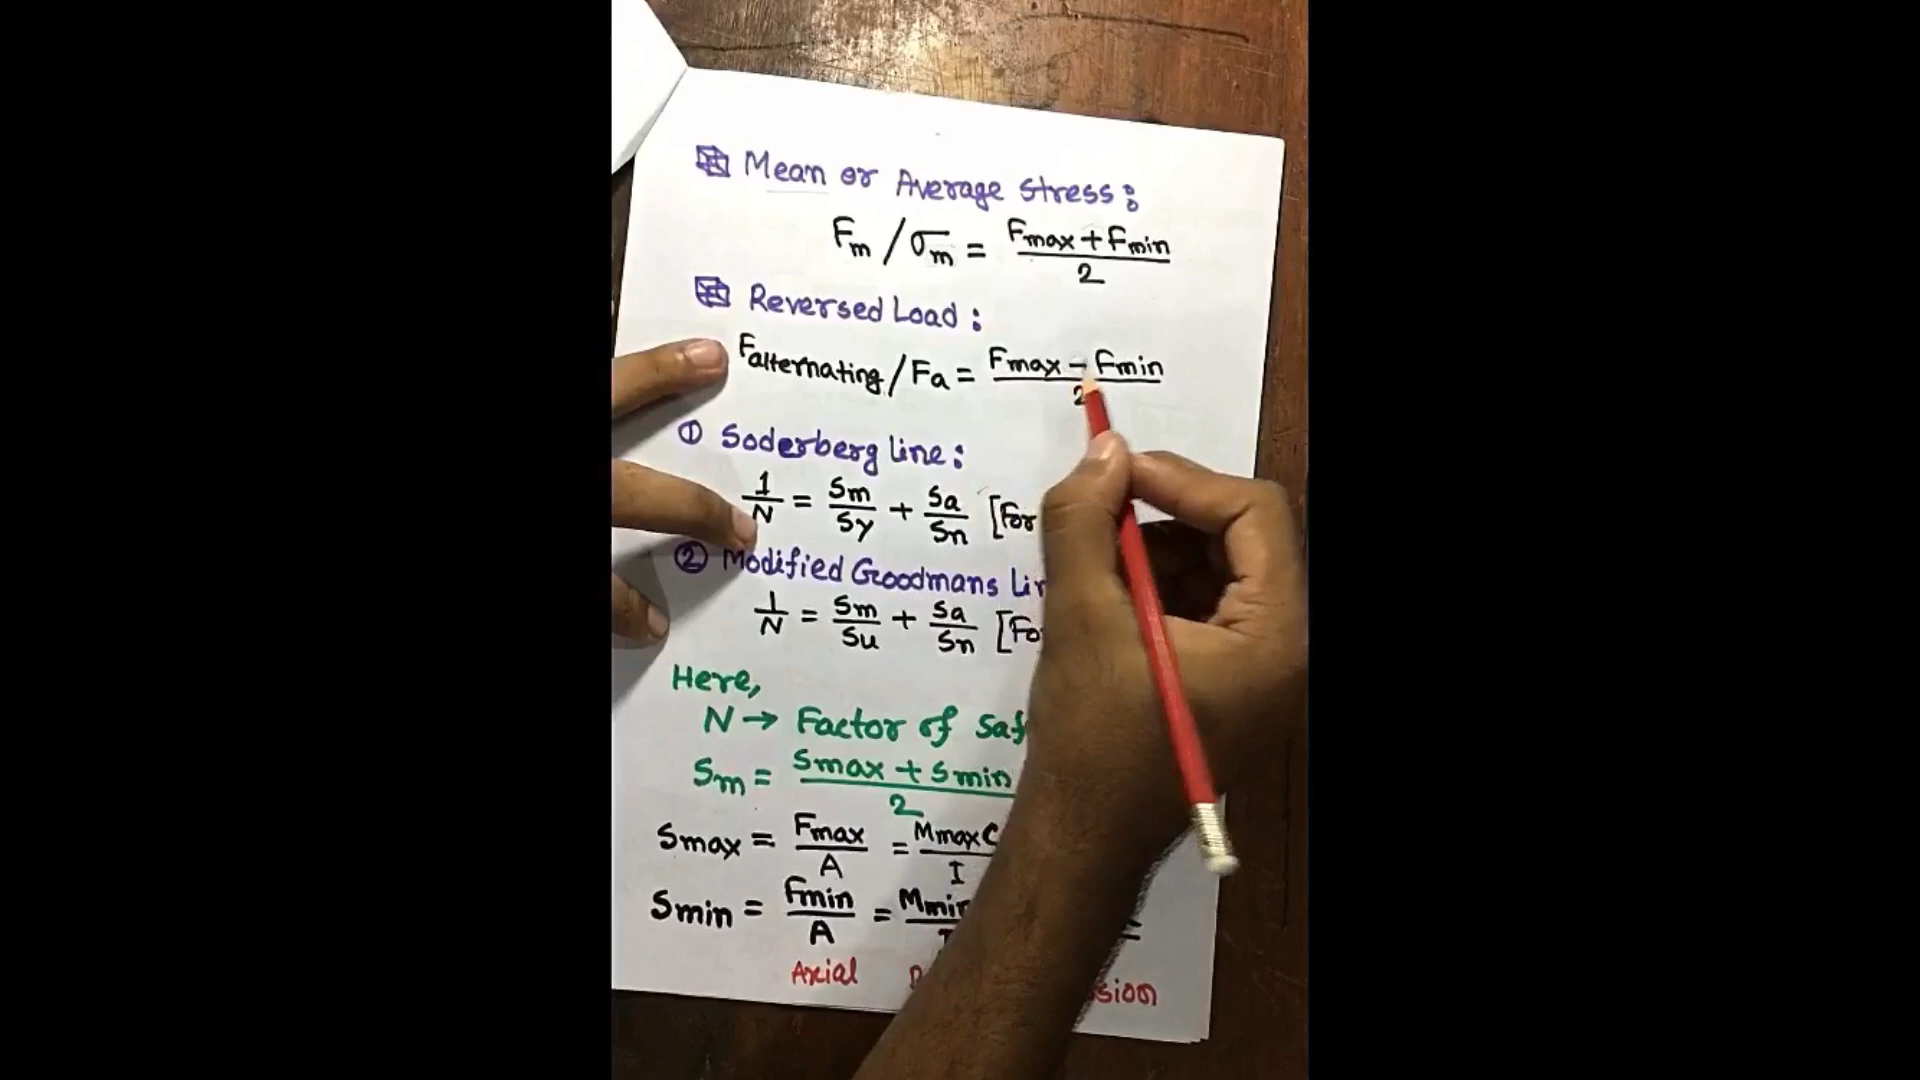 Mean or Average Stress:
Fm / σm = Fmax + Fmin / 2
Reversed Load:
Falternating / Fa = Fmax - Fmin / 2
① Soderberg line:
1/N = Sm/Sy + Sa/Sn [For
② Modified Goodmans Lin
1/N = Sm/Su + Sa/Sn [Fo
Here,
N → Factor of Saf
Sm = Smax + Smin / 2
Smax = Fmax/A = MmaxC/I
Smin = Fmin/A = Mmin
Axial sion